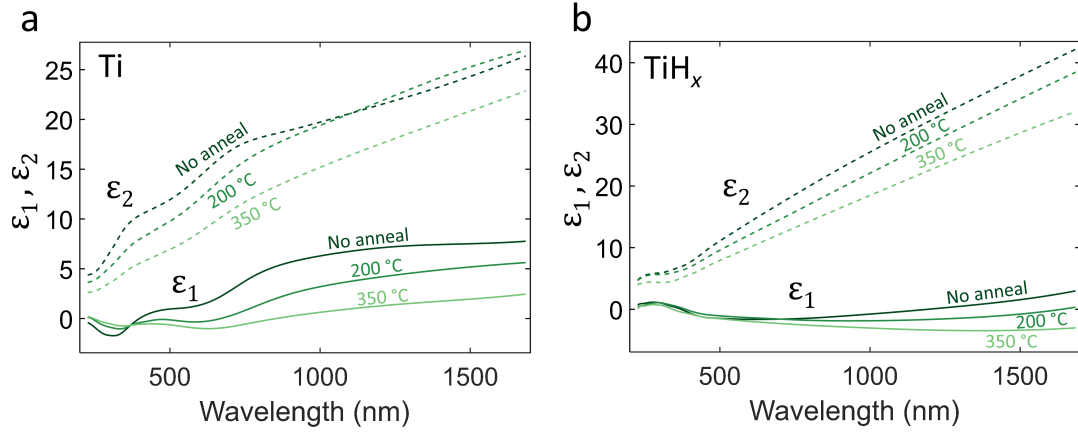 a
Ti
ε₁, ε₂
25
20
15
10
5
0
No anneal
200 °C
350 °C
ε₂
No anneal
200 °C
350 °C
ε₁
500
1000
1500
Wavelength (nm)
b
TiHₓ
ε₁, ε₂
40
30
20
10
0
No anneal
200 °C
350 °C
ε₂
ε₁
No anneal
200 °C
350 °C
500
1000
1500
Wavelength (nm)